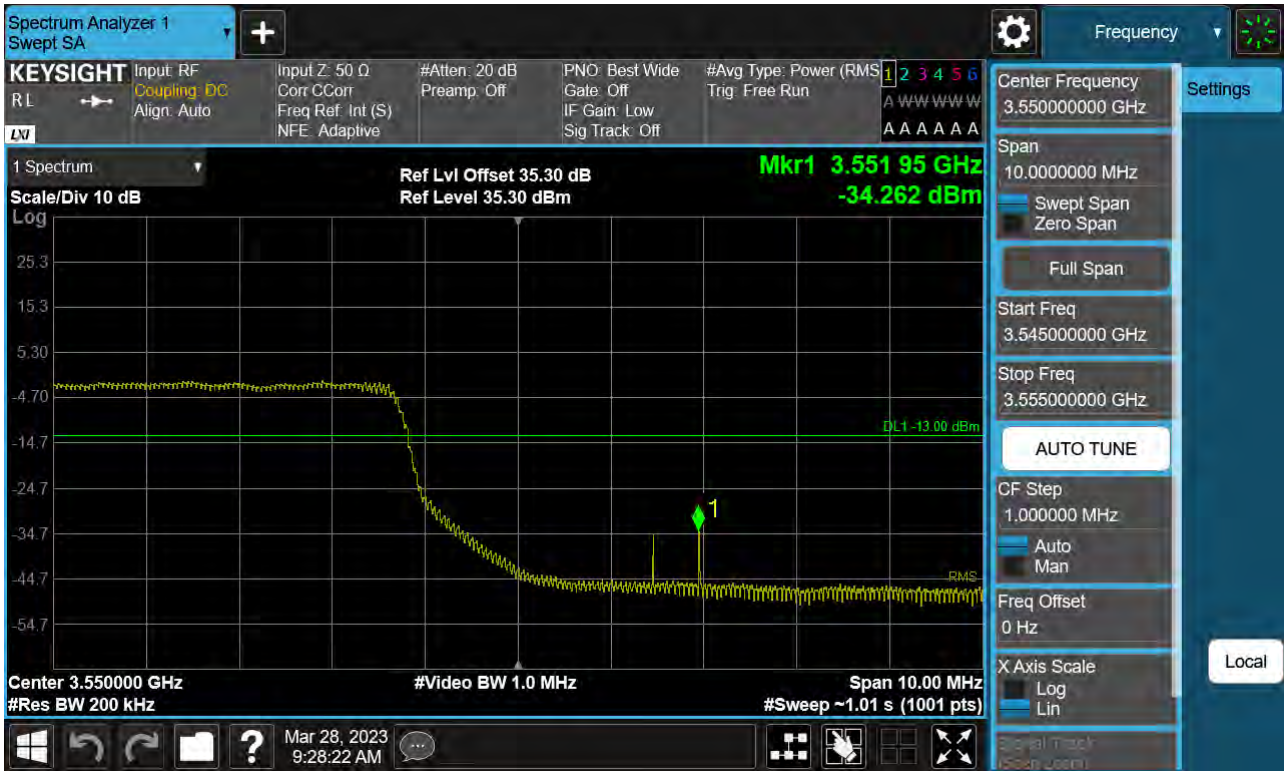 Spectrum Analyzer 1
Swept SA
Frequency
KEYSIGHT
RL
LXI
Input: RF
Coupling: DC
Align: Auto
Input Z: 50 Ω
Corr CCorr
Freq Ref: Int (S)
NFE: Adaptive
#Atten: 20 dB
Preamp: Off
PNO: Best Wide
Gate: Off
IF Gain: Low
Sig Track: Off
#Avg Type: Power (RMS
Trig: Free Run
1 2 3 4 5 6
A W W W W W
A A A A A A
1 Spectrum
Scale/Div 10 dB
Log
Ref Lvl Offset 35.30 dB
Ref Level 35.30 dBm
Mkr1 3.551 95 GHz
-34.262 dBm
25.3
15.3
5.30
-4.70
-14.7
-24.7
-34.7
-44.7
-54.7
DL1 -13.00 dBm
1
RMS
Center 3.550000 GHz
#Res BW 200 kHz
#Video BW 1.0 MHz
Span 10.00 MHz
#Sweep ~1.01 s (1001 pts)
Center Frequency
3.550000000 GHz
Settings
Span
10.0000000 MHz
Swept Span
Zero Span
Full Span
Start Freq
3.545000000 GHz
Stop Freq
3.555000000 GHz
AUTO TUNE
CF Step
1.000000 MHz
Auto
Man
Freq Offset
0 Hz
X Axis Scale
Log
Lin
Local
Signal Track
(Span Zoom)
Mar 28, 2023
9:28:22 AM